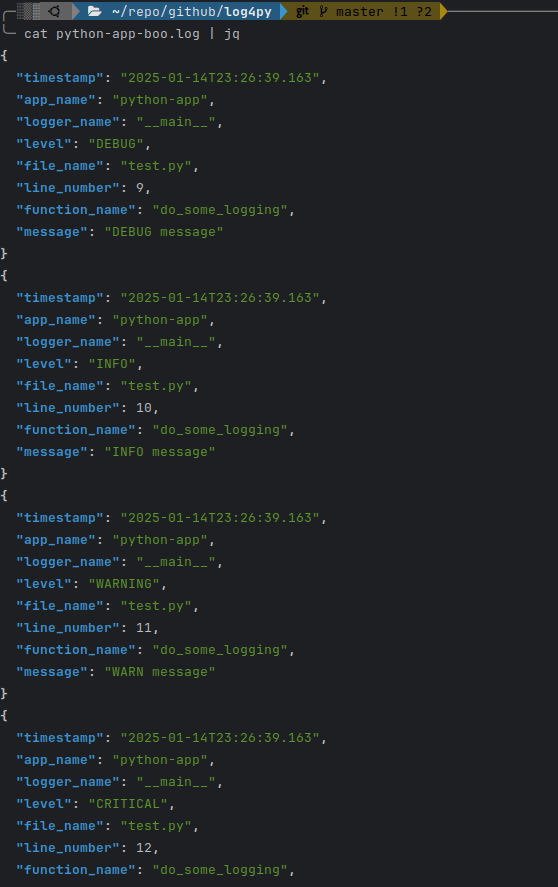 ~/repo/github/log4py git master !1 ?2
cat python-app-boo.log | jq
{
  "timestamp": "2025-01-14T23:26:39.163",
  "app_name": "python-app",
  "logger_name": "__main__",
  "level": "DEBUG",
  "file_name": "test.py",
  "line_number": 9,
  "function_name": "do_some_logging",
  "message": "DEBUG message"
}
{
  "timestamp": "2025-01-14T23:26:39.163",
  "app_name": "python-app",
  "logger_name": "__main__",
  "level": "INFO",
  "file_name": "test.py",
  "line_number": 10,
  "function_name": "do_some_logging",
  "message": "INFO message"
}
{
  "timestamp": "2025-01-14T23:26:39.163",
  "app_name": "python-app",
  "logger_name": "__main__",
  "level": "WARNING",
  "file_name": "test.py",
  "line_number": 11,
  "function_name": "do_some_logging",
  "message": "WARN message"
}
{
  "timestamp": "2025-01-14T23:26:39.163",
  "app_name": "python-app",
  "logger_name": "__main__",
  "level": "CRITICAL",
  "file_name": "test.py",
  "line_number": 12,
  "function_name": "do_some_logging",